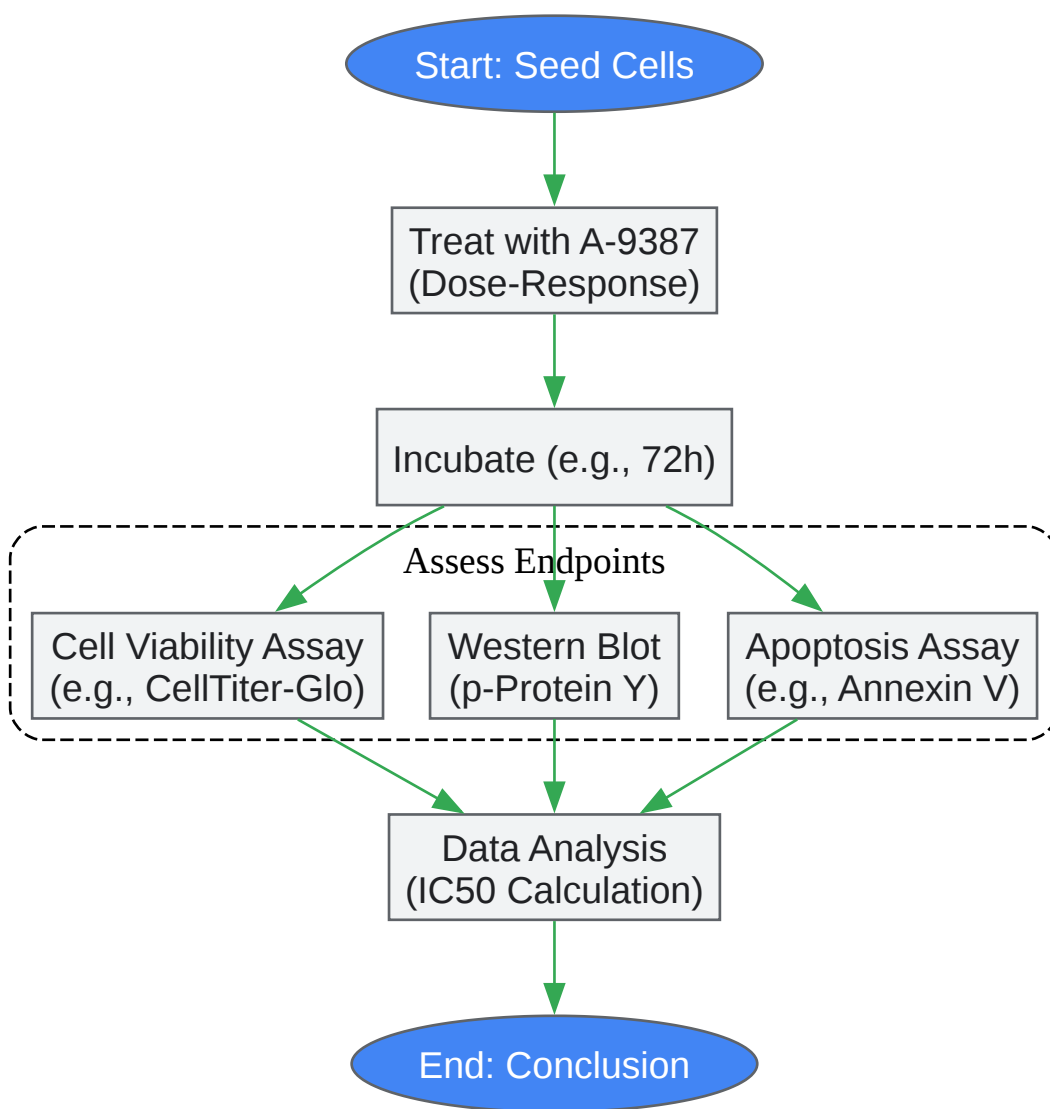 Start: Seed Cells
Treat with A-9387
(Dose-Response)
Incubate (e.g., 72h)
Assess Endpoints
Cell Viability Assay
(e.g., CellTiter-Glo)
Western Blot
(p-Protein Y)
Apoptosis Assay
(e.g., Annexin V)
Data Analysis
(IC50 Calculation)
End: Conclusion